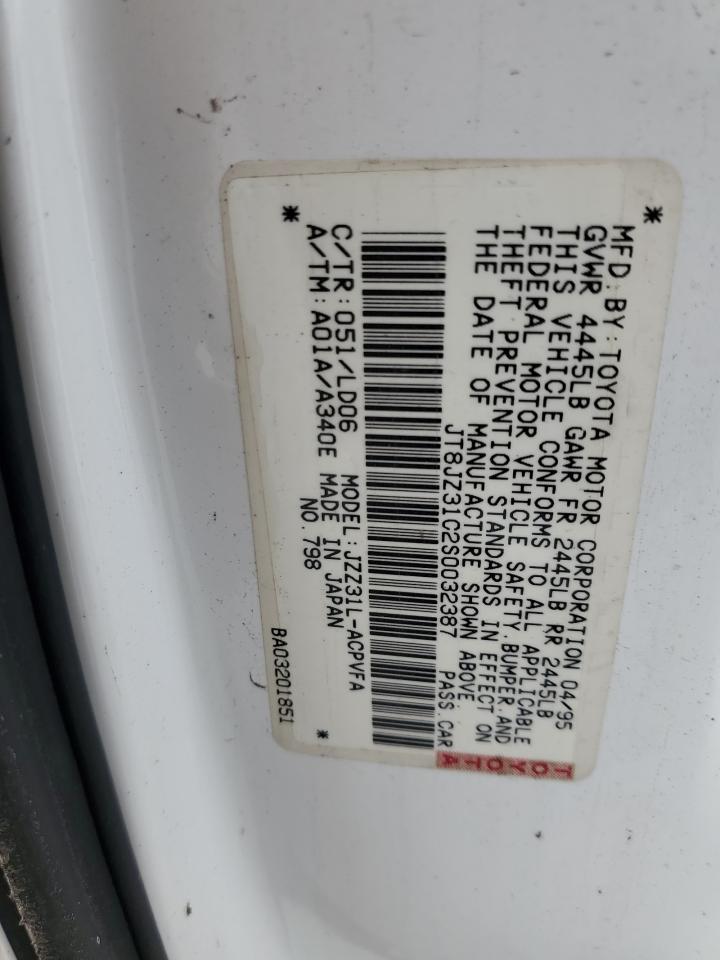 * MFD. BY: TOYOTA MOTOR CORPORATION 04/95
GVWR 4445LB GAWR FR 2445LB RR 2445LB
THIS VEHICLE CONFORMS TO ALL APPLICABLE
FEDERAL MOTOR VEHICLE SAFETY. BUMPER. AND
THEFT PREVENTION STANDARDS IN EFFECT ON
THE DATE OF MANUFACTURE SHOWN ABOVE.
JT8JZ31C2S0032387 PASS. CAR
TOYOTA
C/TR: 051/LD06 MODEL: JZZ31L-ACPVFA
* A/TM: A01A/A340E MADE IN JAPAN *
NO. 798
BA03201851